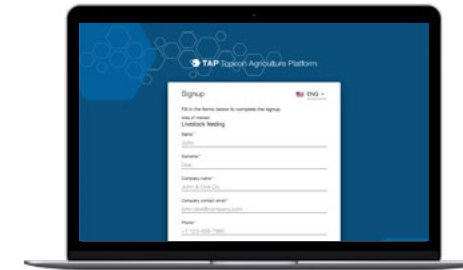 TAP Topcon Agriculture Platform
Signup
ENG
Fill in the items below to complete the signup.
Area of interest
Livestock feeding
Name*
John
Surname*
Doe
Company name*
John & Doe Co.
Company contact email*
john.doe@company.com
Phone*
+1 123-456-7890